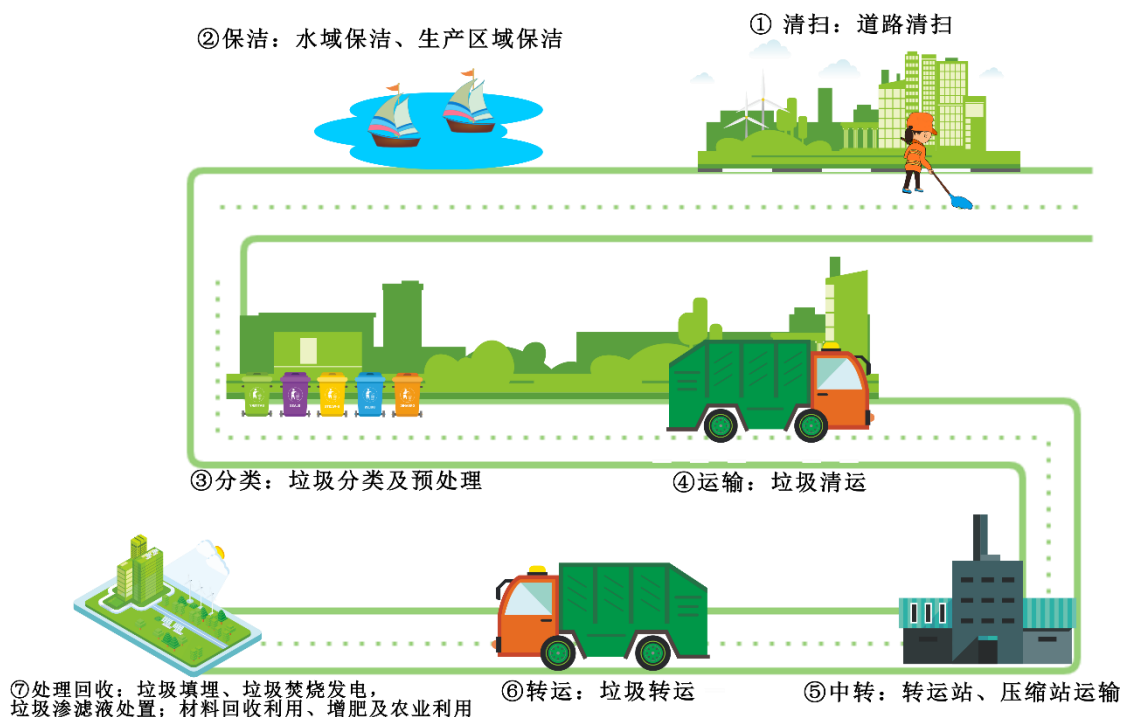 ① 清扫：道路清扫
②保洁：水域保洁、生产区域保洁
③分类：垃圾分类及预处理
④运输：垃圾清运
⑤中转：转运站、压缩站运输
⑥转运：垃圾转运
⑦处理回收：垃圾填埋、垃圾焚烧发电，
垃圾渗滤液处置；材料回收利用、增肥及农业利用